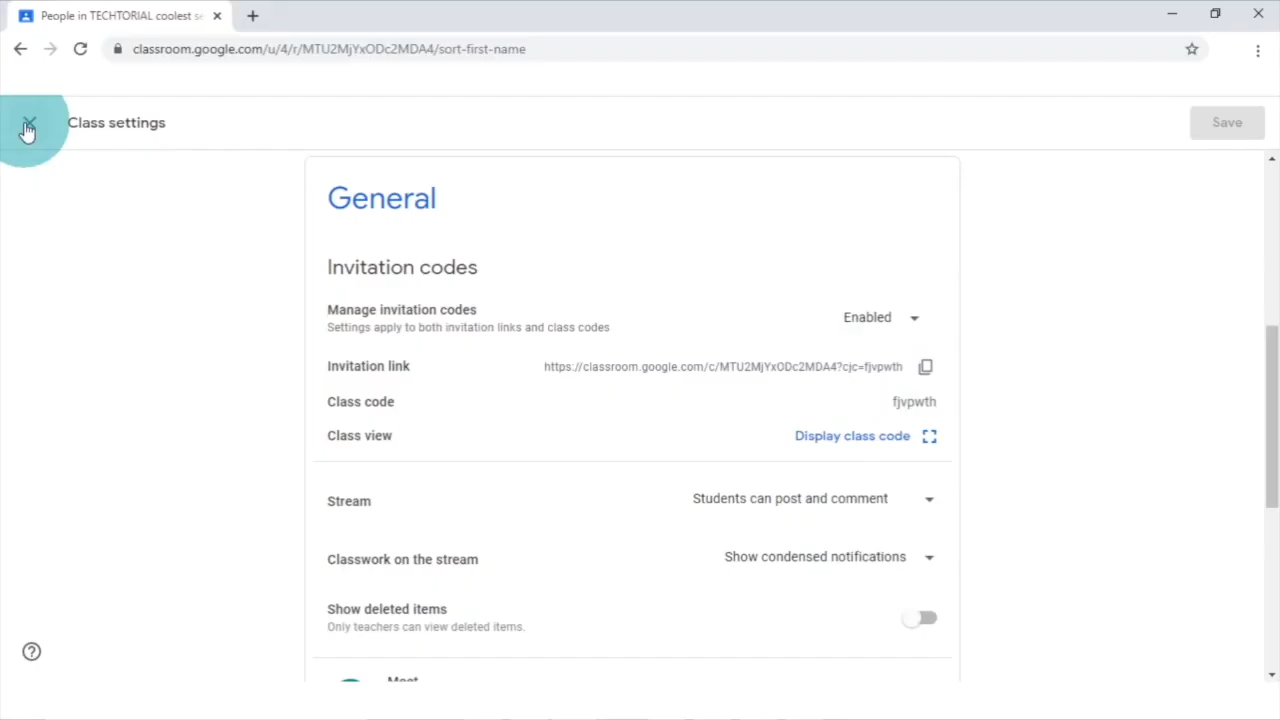 People in TECHTORIAL coolest se
classroom.google.com/u/4/r/MTU2MjYxODc2MDA4/sort-first-name
Class settings
Save
General
Invitation codes
Manage invitation codes
Enabled
Settings apply to both invitation links and class codes
Invitation link
https://classroom.google.com/c/MTU2MjYxODc2MDA4?cjc=fjvpwth
Class code
fjvpwth
Class view
Display class code
Stream
Students can post and comment
Classwork on the stream
Show condensed notifications
Show deleted items
Only teachers can view deleted items.
Meet